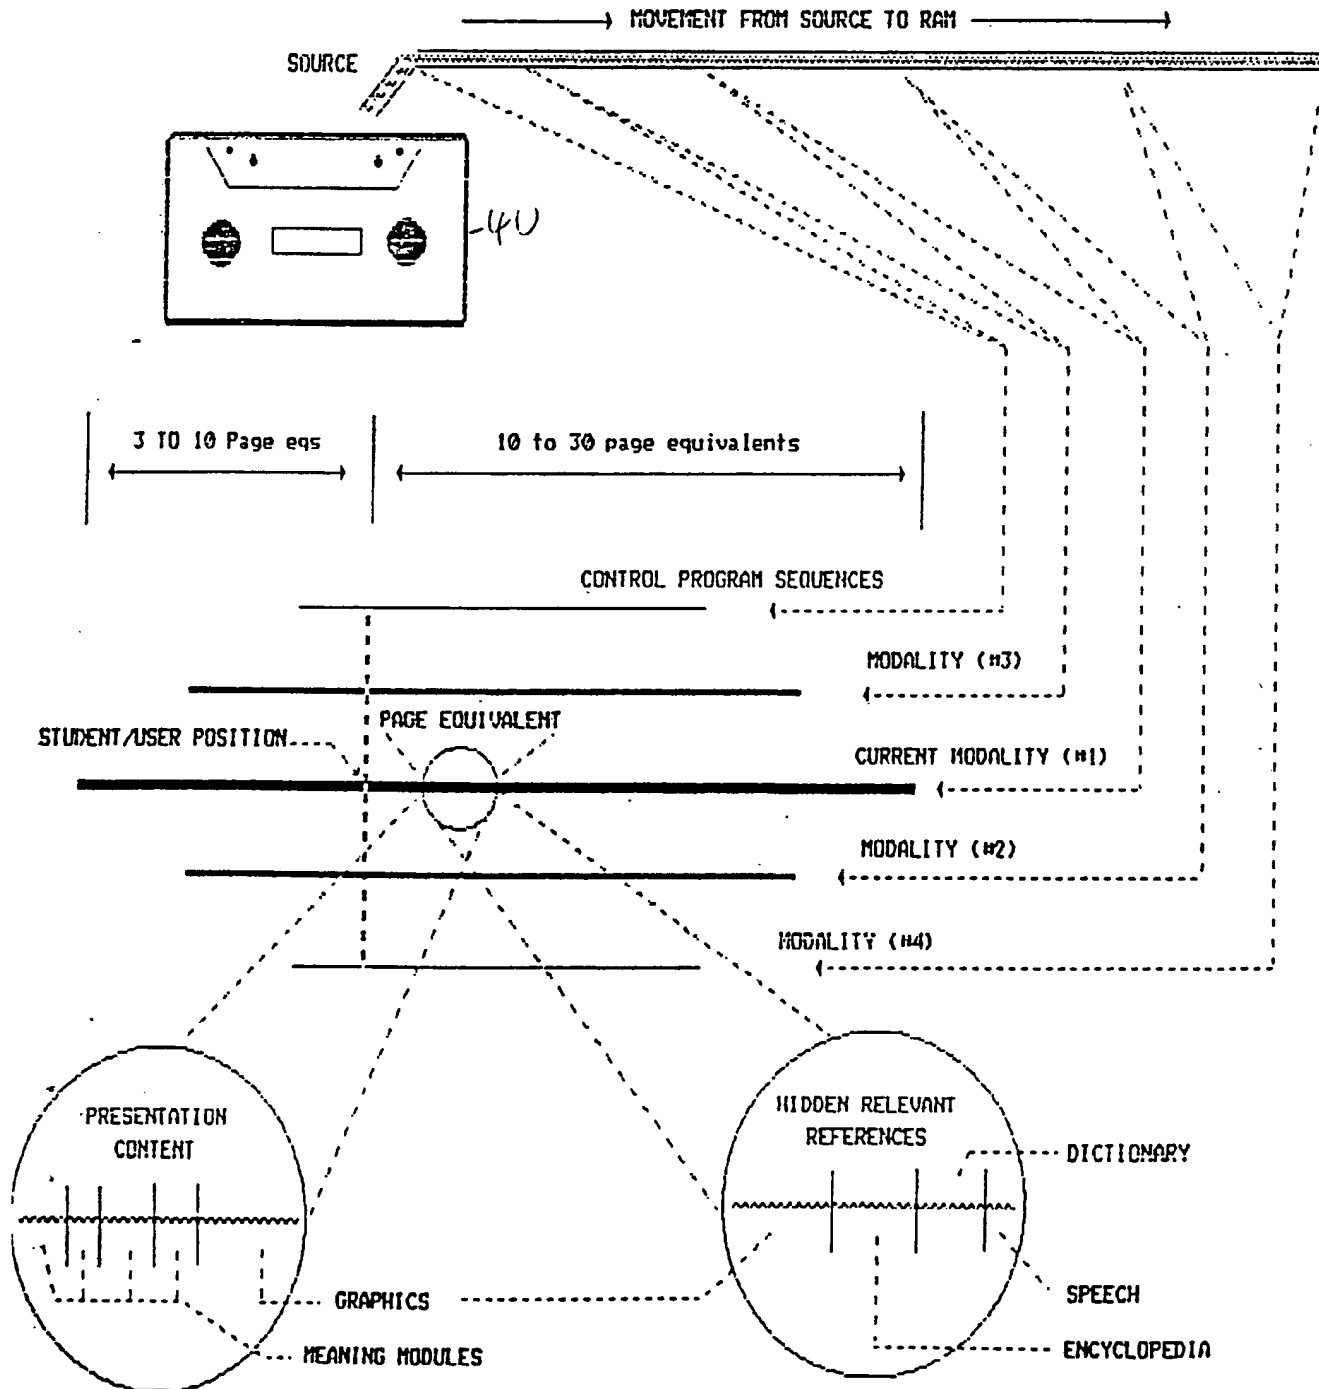 MOVEMENT FROM SOURCE TO RAM
SOURCE
40
3 TO 10 Page eqs
10 to 30 page equivalents
CONTROL PROGRAM SEQUENCES
MODALITY (#3)
PAGE EQUIVALENT
STUDENT/USER POSITION
CURRENT MODALITY (#1)
MODALITY (#2)
MODALITY (#4)
PRESENTATION
CONTENT
HIDDEN RELEVANT
REFERENCES
DICTIONARY
GRAPHICS
SPEECH
MEANING MODULES
ENCYCLOPEDIA